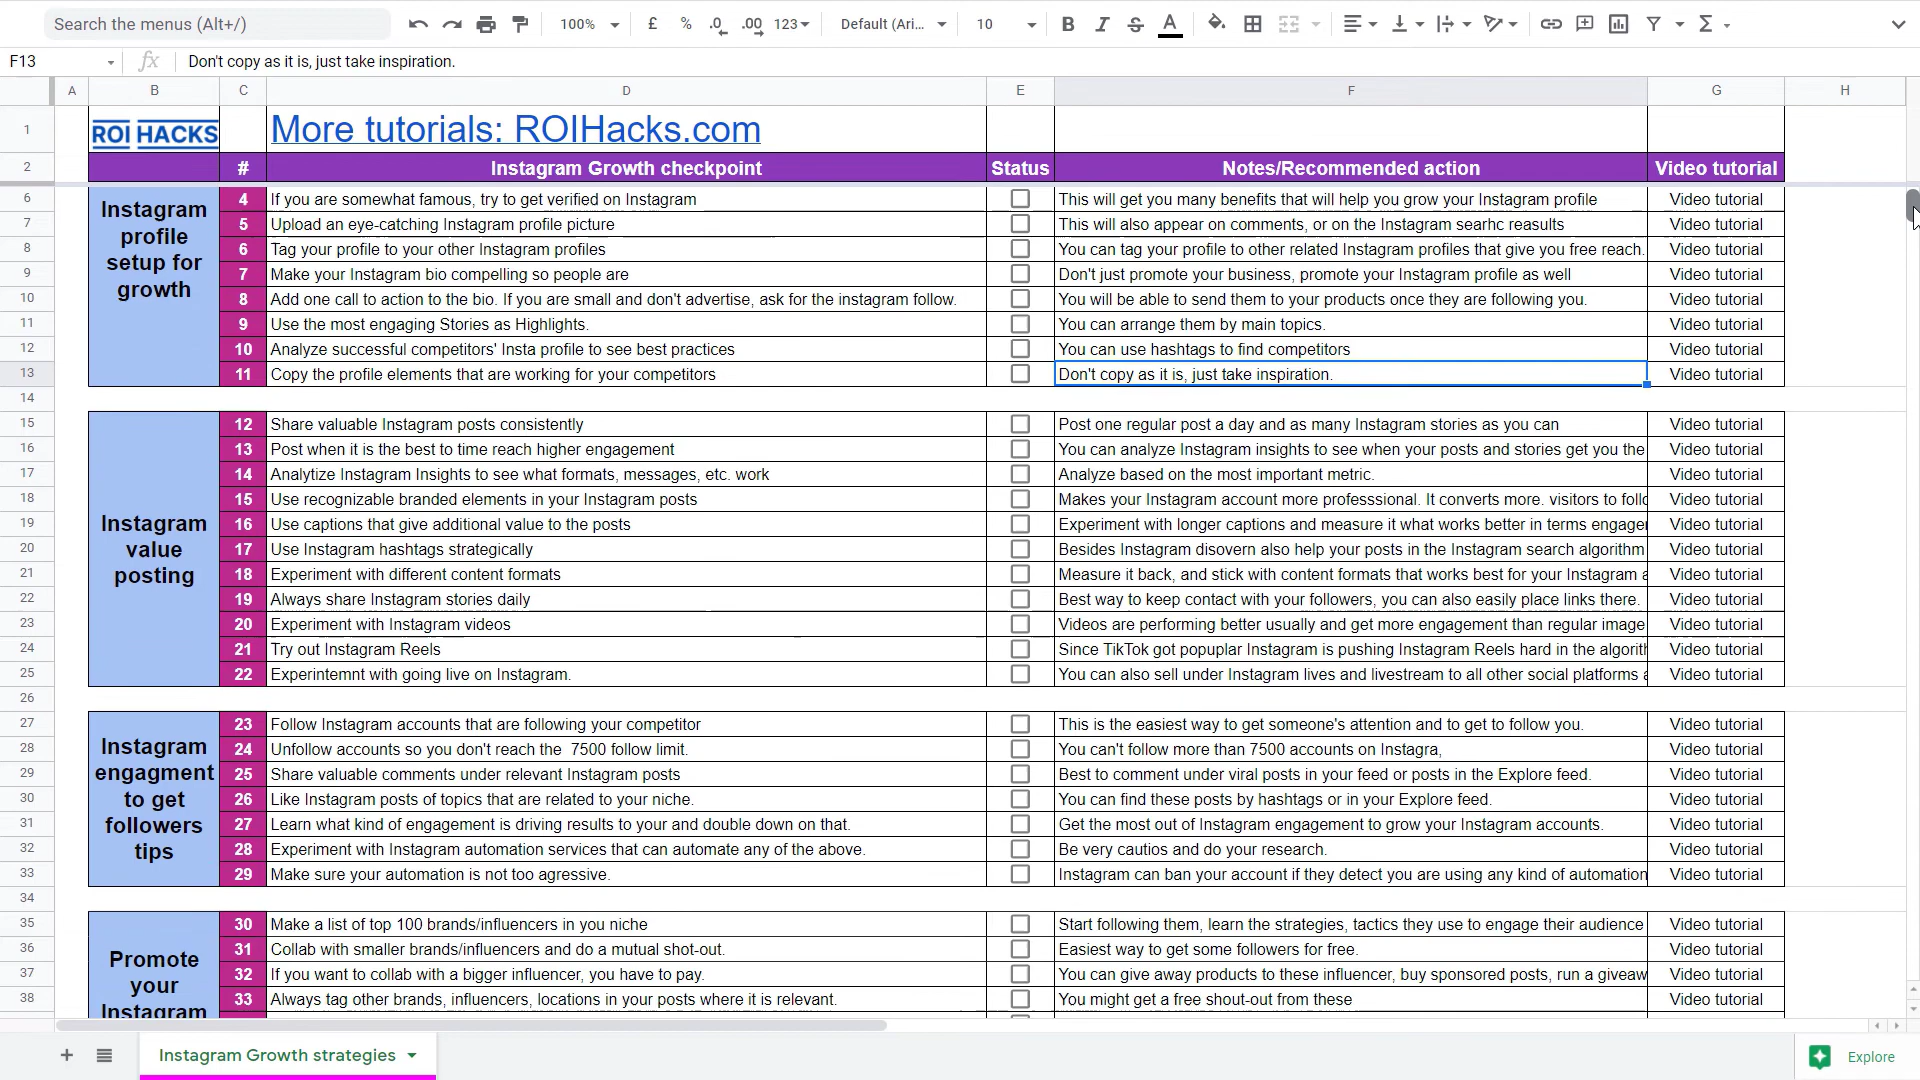 Search the menus (Alt+/)
100%
£
%
.0
.00
123
Default (Ari...
10
B
I
S
A
Σ
F13
fx
Don't copy as it is, just take inspiration.
A B C D E F G H
1 ROI HACKS More tutorials: ROIHacks.com
2 # Instagram Growth checkpoint Status Notes/Recommended action Video tutorial
Instagram profile setup for growth
6 4 If you are somewhat famous, try to get verified on Instagram This will get you many benefits that will help you grow your Instagram profile Video tutorial
7 5 Upload an eye-catching Instagram profile picture This will also appear on comments, or on the Instagram searhc reasults Video tutorial
8 6 Tag your profile to your other Instagram profiles You can tag your profile to other related Instagram profiles that give you free reach. Video tutorial
9 7 Make your Instagram bio compelling so people are Don't just promote your business, promote your Instagram profile as well Video tutorial
10 8 Add one call to action to the bio. If you are small and don't advertise, ask for the instagram follow. You will be able to send them to your products once they are following you. Video tutorial
11 9 Use the most engaging Stories as Highlights. You can arrange them by main topics. Video tutorial
12 10 Analyze successful competitors' Insta profile to see best practices You can use hashtags to find competitors Video tutorial
13 11 Copy the profile elements that are working for your competitors Don't copy as it is, just take inspiration. Video tutorial
14
Instagram value posting
15 12 Share valuable Instagram posts consistently Post one regular post a day and as many Instagram stories as you can Video tutorial
16 13 Post when it is the best to time reach higher engagement You can analyze Instagram insights to see when your posts and stories get you the Video tutorial
17 14 Analytize Instagram Insights to see what formats, messages, etc. work Analyze based on the most important metric. Video tutorial
18 15 Use recognizable branded elements in your Instagram posts Makes your Instagram account more professsional. It converts more. visitors to follo Video tutorial
19 16 Use captions that give additional value to the posts Experiment with longer captions and measure it what works better in terms engager Video tutorial
20 17 Use Instagram hashtags strategically Besides Instagram disovern also help your posts in the Instagram search algorithm Video tutorial
21 18 Experiment with different content formats Measure it back, and stick with content formats that works best for your Instagram a Video tutorial
22 19 Always share Instagram stories daily Best way to keep contact with your followers, you can also easily place links there. Video tutorial
23 20 Experiment with Instagram videos Videos are performing better usually and get more engagement than regular image Video tutorial
24 21 Try out Instagram Reels Since TikTok got popuplar Instagram is pushing Instagram Reels hard in the algorith Video tutorial
25 22 Experintemnt with going live on Instagram. You can also sell under Instagram lives and livestream to all other social platforms a Video tutorial
26
Instagram engagment to get followers tips
27 23 Follow Instagram accounts that are following your competitor This is the easiest way to get someone's attention and to get to follow you. Video tutorial
28 24 Unfollow accounts so you don't reach the 7500 follow limit. You can't follow more than 7500 accounts on Instagra, Video tutorial
29 25 Share valuable comments under relevant Instagram posts Best to comment under viral posts in your feed or posts in the Explore feed. Video tutorial
30 26 Like Instagram posts of topics that are related to your niche. You can find these posts by hashtags or in your Explore feed. Video tutorial
31 27 Learn what kind of engagement is driving results to your and double down on that. Get the most out of Instagram engagement to grow your Instagram accounts. Video tutorial
32 28 Experiment with Instagram automation services that can automate any of the above. Be very cautios and do your research. Video tutorial
33 29 Make sure your automation is not too agressive. Instagram can ban your account if they detect you are using any kind of automation Video tutorial
34
Promote your Instagram
35 30 Make a list of top 100 brands/influencers in you niche Start following them, learn the strategies, tactics they use to engage their audience Video tutorial
36 31 Collab with smaller brands/influencers and do a mutual shot-out. Easiest way to get some followers for free. Video tutorial
37 32 If you want to collab with a bigger influencer, you have to pay. You can give away products to these influencer, buy sponsored posts, run a giveaw Video tutorial
38 33 Always tag other brands, influencers, locations in your posts where it is relevant. You might get a free shout-out from these Video tutorial
Instagram Growth strategies
Explore